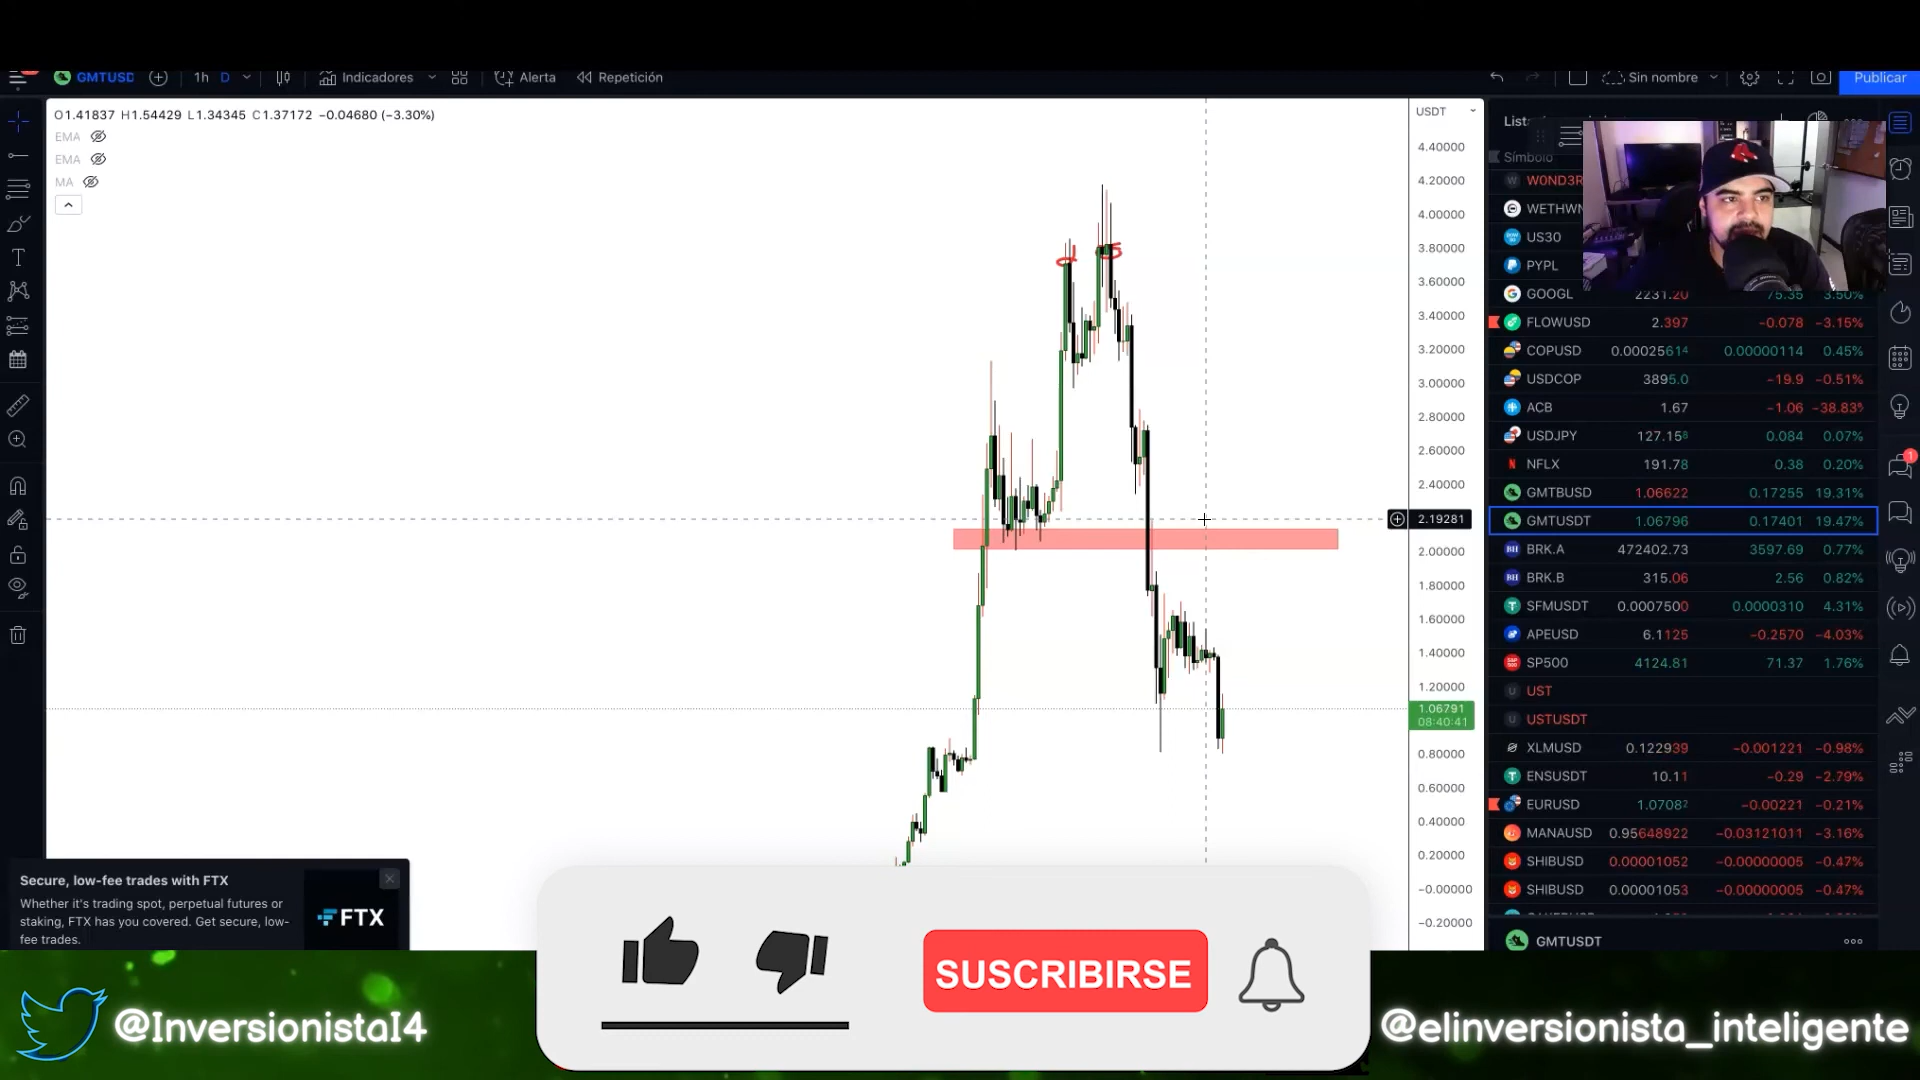 GMTUSD 1h D Indicadores Alerta Repetición Sin nombre Publicar
O1.41837 H1.54429 L1.34345 C1.37172 −0.04680 (−3.30%)
EMA
EMA
MA
USDT
4.40000
4.20000
4.00000
3.80000
3.60000
3.40000
3.20000
3.00000
2.80000
2.60000
2.40000
2.19281
2.00000
1.80000
1.60000
1.40000
1.20000
1.06791
08:40:41
0.80000
0.60000
0.40000
0.20000
−0.00000
−0.20000
Símbolo
W0ND3R
WETHWN
US30
PYPL
GOOGL 2231.20 75.35 3.50%
FLOWUSD 2.397 −0.078 −3.15%
COPUSD 0.00025614 0.00000114 0.45%
USDCOP 3895.0 −19.9 −0.51%
ACB 1.67 −1.06 −38.83%
USDJPY 127.158 0.084 0.07%
NFLX 191.78 0.38 0.20%
GMTBUSD 1.06622 0.17255 19.31%
GMTUSDT 1.06796 0.17401 19.47%
BRK.A 472402.73 3597.69 0.77%
BRK.B 315.06 2.56 0.82%
SFMUSDT 0.0007500 0.0000310 4.31%
APEUSD 6.1125 −0.2570 −4.03%
SP500 4124.81 71.37 1.76%
UST
USTUSDT
XLMUSD 0.122939 −0.001221 −0.98%
ENSUSDT 10.11 −0.29 −2.79%
EURUSD 1.07082 −0.00221 −0.21%
MANAUSD 0.95648922 −0.03121011 −3.16%
SHIBUSD 0.00001052 −0.00000005 −0.47%
SHIBUSD 0.00001053 −0.00000005 −0.47%
GMTUSDT
Secure, low-fee trades with FTX
Whether it's trading spot, perpetual futures or
staking, FTX has you covered. Get secure, low-
fee trades.
FTX
SUSCRIBIRSE
@InversionistaI4
@elinversionista_inteligente